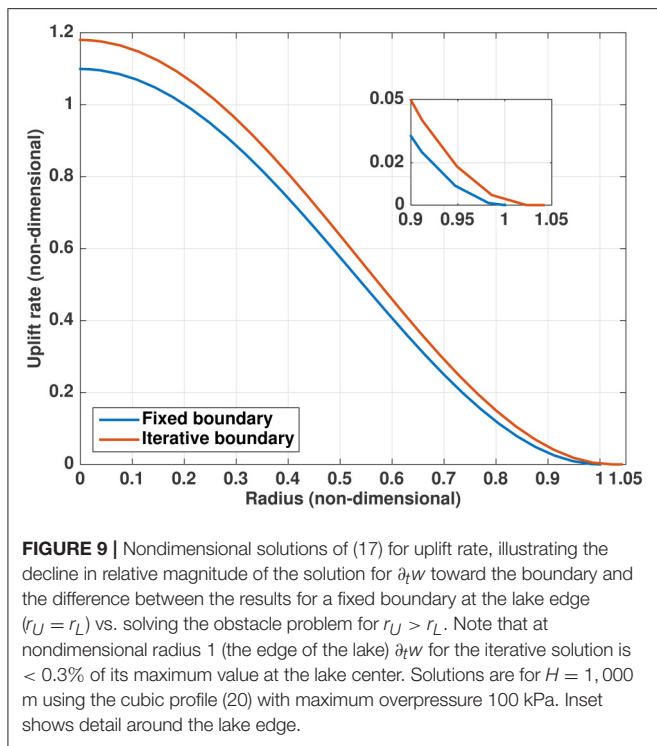 1.2
1
0.8
0.6
0.4
0.2
0
Uplift rate (non-dimensional)
0.05
0.02
0
0.9
0.95
1
1.05
Fixed boundary
Iterative boundary
0 0.1 0.2 0.3 0.4 0.5 0.6 0.7 0.8 0.9 1 1.05
Radius (non-dimensional)
FIGURE 9 | Nondimensional solutions of (17) for uplift rate, illustrating the
decline in relative magnitude of the solution for ∂tw toward the boundary and
the difference between the results for a fixed boundary at the lake edge
(rU = rL) vs. solving the obstacle problem for rU > rL. Note that at
nondimensional radius 1 (the edge of the lake) ∂tw for the iterative solution is
< 0.3% of its maximum value at the lake center. Solutions are for H = 1, 000
m using the cubic profile (20) with maximum overpressure 100 kPa. Inset
shows detail around the lake edge.